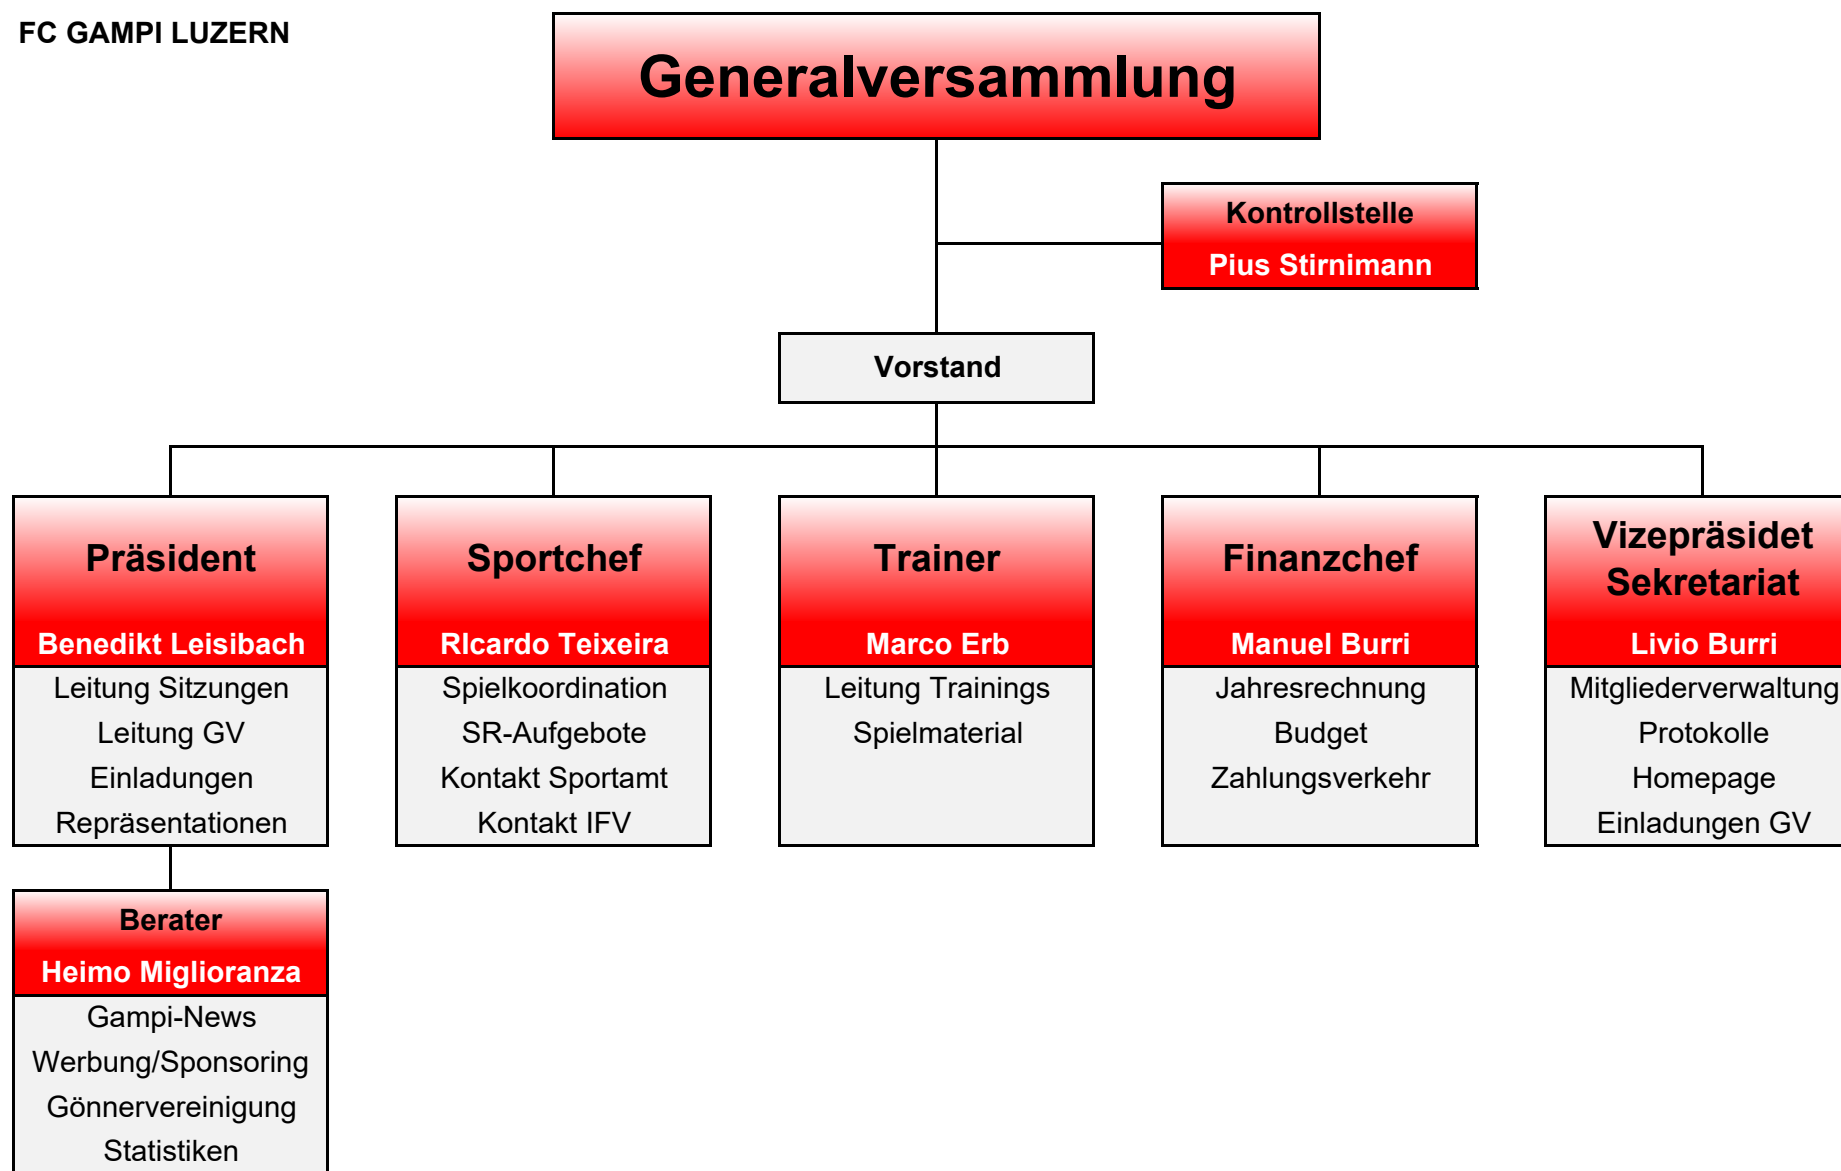 FC GAMPI LUZERN
Generalversammlung
Kontrollstelle
Pius Stirnimann
Vorstand
Präsident
Benedikt Leisibach
Leitung Sitzungen
Leitung GV
Einladungen
Repräsentationen
Sportchef
RIcardo Teixeira
Spielkoordination
SR-Aufgebote
Kontakt Sportamt
Kontakt IFV
Trainer
Marco Erb
Leitung Trainings
Spielmaterial
Finanzchef
Manuel Burri
Jahresrechnung
Budget
Zahlungsverkehr
Vizepräsidet
Sekretariat
Livio Burri
Mitgliederverwaltung
Protokolle
Homepage
Einladungen GV
Berater
Heimo Miglioranza
Gampi-News
Werbung/Sponsoring
Gönnervereinigung
Statistiken